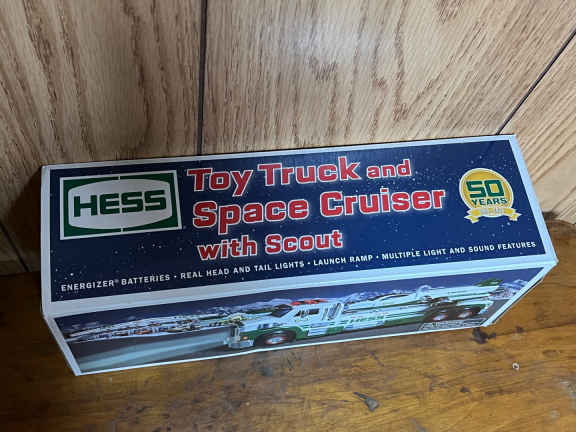 HESS
Toy Truck and
Space Cruiser
with Scout
50
YEARS
ENERGIZER® BATTERIES • REAL HEAD AND TAIL LIGHTS • LAUNCH RAMP • MULTIPLE LIGHT AND SOUND FEATURES